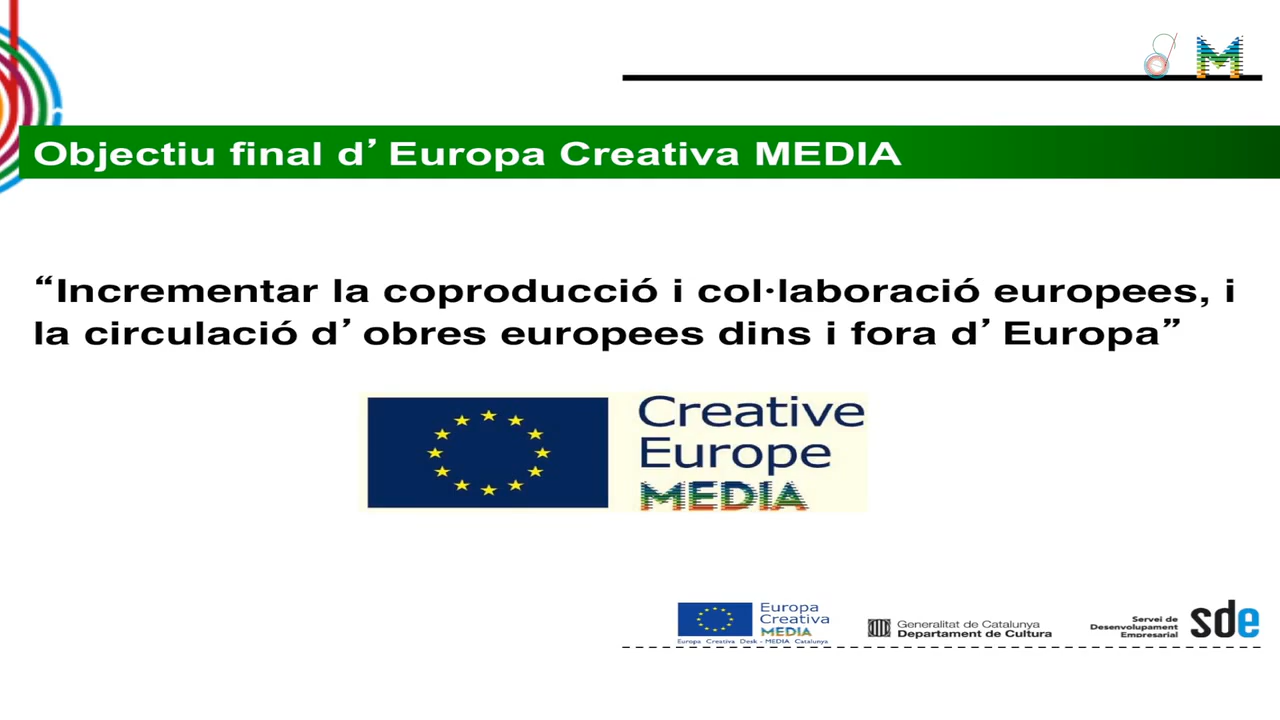 M
Objectiu final d’ Europa Creativa MEDIA
“Incrementar la coproducció i col·laboració europees, i
la circulació d’ obres europees dins i fora d’ Europa”
Creative
Europe
MEDIA
Europa
Creativa
MEDIA
Europa Creativa Desk - MEDIA Catalunya
Generalitat de Catalunya
Departament de Cultura
Servei de
Desenvolupament
Empresarial
sde